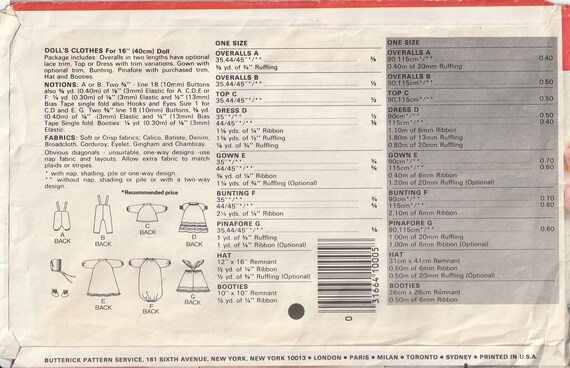 DOLL'S CLOTHES For 16" (40cm) Doll
Package includes: Overalls in two lengths have optional
lace trim, Top or Dress with trim variations, Gown with
optional trim, Bunting. Pinafore with purchased trim,
Hat and Booties.
NOTIONS: A or B: Two ⅜" - line 18 (10mm) Buttons
also ⅜ yd. (0.40m) of ⅛" (3mm) Elastic for A. C,D,E or
F: ¼ yd. (0.30m) of ⅛" (3mm) Elastic and ½" (13mm)
Bias Tape single fold also Hooks and Eyes Size 1 for
C,D and E. G: Two ⅜" line 18 (10mm) Buttons, ⅜ yd.
(0.40m) of ⅛" (3mm) Elastic and ½" (13mm) Bias
Tape Single fold. Booties: ¼ yd (0.30m) of ⅛" (3mm)
Elastic.
FABRICS: Soft or Crisp fabrics: Calico, Batiste, Denim,
Broadcloth, Corduroy, Eyelet, Gingham and Chambray.
Obvious diagonals - unsuitable, one-way designs - use
nap fabric and layouts. Allow extra fabric to match
plaids or stripes.
* with nap, shading, pile or one-way design.
** without nap, shading or pile or with a two-way
design.
*Recommended price
A
BACK
B
BACK
C
BACK
D
BACK
E
BACK
F
BACK
G
BACK
ONE SIZE
OVERALLS A
35,44/45"*/** ⅜
⅝ yd. of ¾" Ruffling
OVERALLS B
35,44/45"*/** ½
TOP C
35,44/45"*/** ½
DRESS D
35"*/** ½
44/45"*/** ½
1⅛ yds. of ¼" Ribbon
1⅛ yds. of ½" Ruffling
GOWN E
35"*/** ¾
44/45"*/** ⅝
⅜ yd. of ¼" Ribbon
1¼ yds. of ¾" Ruffling (Optional)
BUNTING F
35"*/** ¾
44/45"*/** ⅝
2¼ yds. of ¼" Ribbon
PINAFORE G
35,44/45"*/** ⅝
1 yd. of ¾" Ruffling
1 yd. of ¼" Ribbon (Optional)
HAT
12" x 16" Remnant
½ yd. of ¼" Ribbon
½ yd. of ¾" Ruffling (Optional)
BOOTIES
10" x 10" Remnant
½ yd. of ¼" Ribbon
31664 10005
0
ONE SIZE
OVERALLS A
90,115cm*/** 0.40
0.40m of 20mm Ruffling
OVERALLS B
90,115cm*/** 0.50
TOP C
90,115cm*/** 0.50
DRESS D
90cm*/** 0.50
115cm*/** 0.40
1.10m of 6mm Ribbon
1.80m of 13mm Ruffling
0.80m of 20mm Ruffling
GOWN E
90cm*/** 0.70
115cm*/** 0.60
0.40m of 6mm Ribbon
1.20m of 20mm Ruffling (Optional)
BUNTING F
90cm*/** 0.70
115cm*/** 0.60
2.10m of 6mm Ribbon
PINAFORE G
90,115cm*/** 0.60
1.00m of 20mm Ruffling
1.00m of 6mm Ribbon (Optional)
HAT
31cm x 41cm Remnant
0.50m of 6mm Ribbon
0.50m of 20mm Ruffling (Optional)
BOOTIES
26cm x 26cm Remnant
0.50m of 6mm Ribbon
BUTTERICK PATTERN SERVICE, 161 SIXTH AVENUE, NEW YORK, NEW YORK 10013 • LONDON • PARIS • MILAN • TORONTO • SYDNEY • PRINTED IN U.S.A.